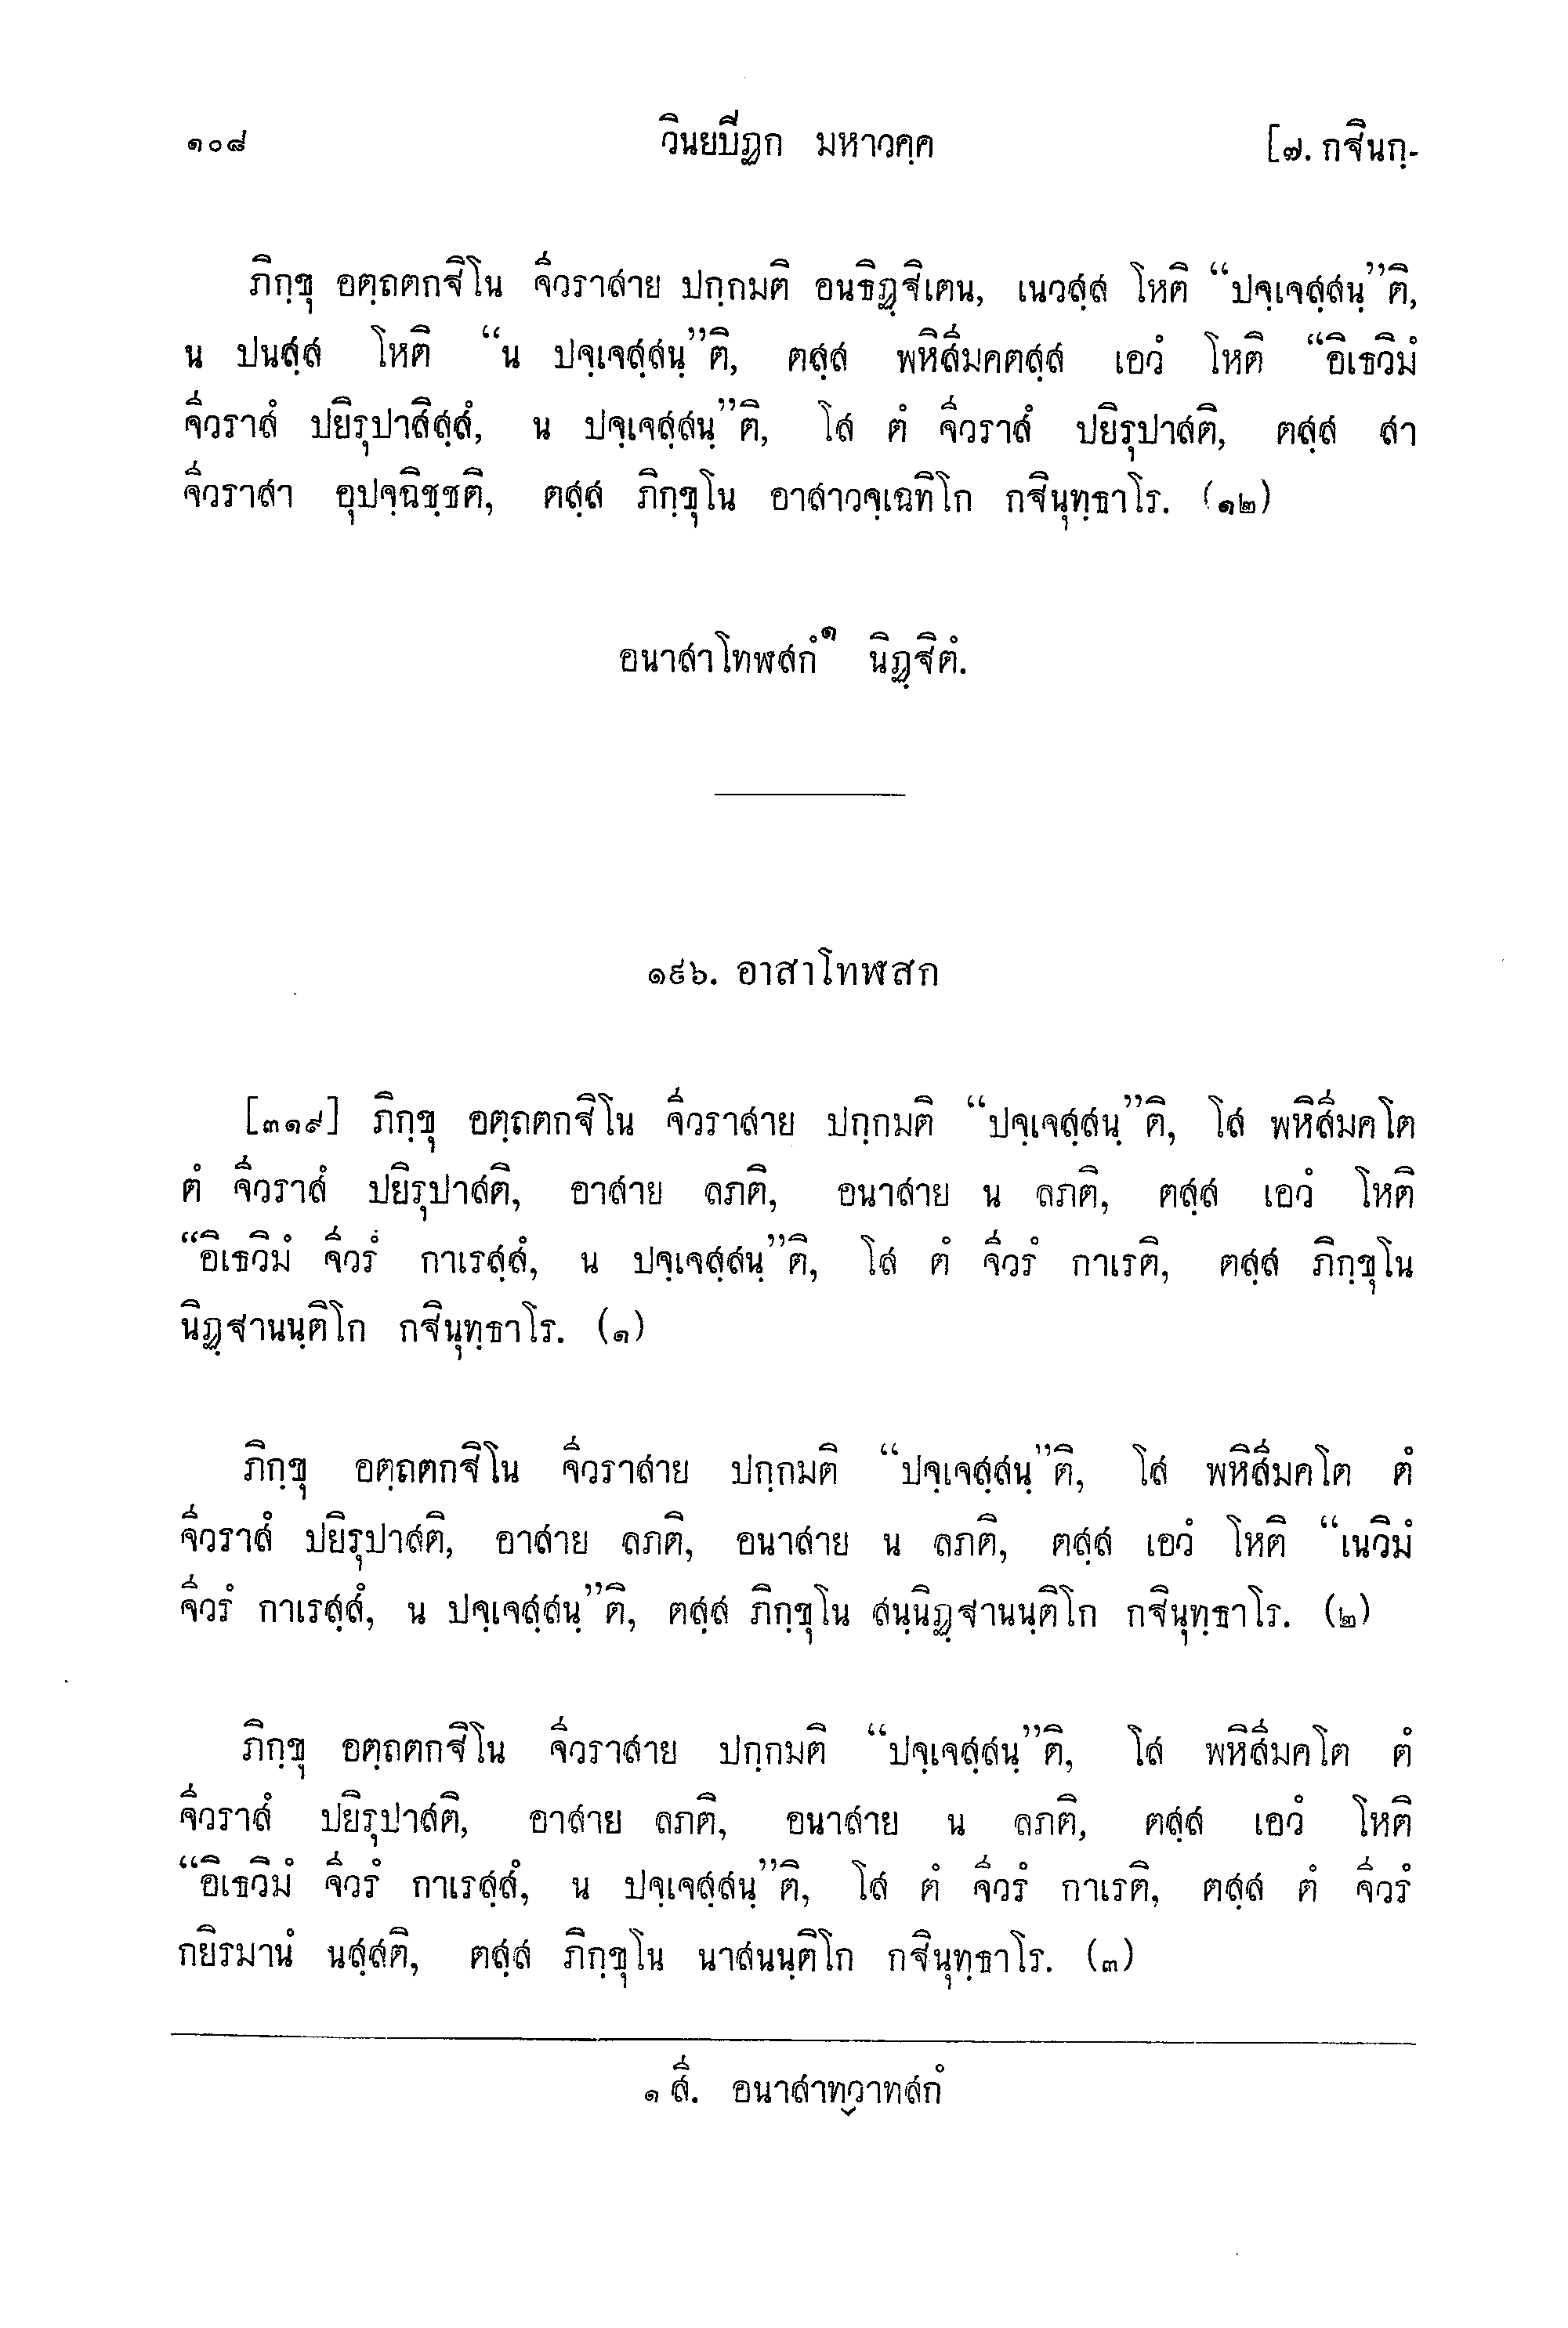 ๑๐๘ วินยปิฏก มหาวคฺค [๗. กฐินกฺ-
ภิกฺขุ อตฺถตกฐิโน จีวราสาย ปกฺกมติ อนธิฏฺฐิเตน, เนวสฺส โหติ “ปจฺเจสฺสนฺ”ติ,
น ปนสฺส โหติ “น ปจฺเจสฺสนฺ”ติ, ตสฺส พหิสีมคตสฺส เอวํ โหติ “อิเธวิมํ
จีวราสํ ปยิรุปาสิสฺสํ, น ปจฺเจสฺสนฺ”ติ, โส ตํ จีวราสํ ปยิรุปาสติ, ตสฺส สา
จีวราสา อุปจฺฉิชฺชติ, ตสฺส ภิกฺขุโน อาสาวจฺเฉทิโก กฐินุทฺธาโร. (๑๒)
อนาสาโทฬสกํ๑ นิฏฺฐิตํ.
๑๙๖. อาสาโทฬสก
[๓๑๙] ภิกฺขุ อตฺถตกฐิโน จีวราสาย ปกฺกมติ “ปจฺเจสฺสนฺ”ติ, โส พหิสีมคโต
ตํ จีวราสํ ปยิรุปาสติ, อาสาย ลภติ, อนาสาย น ลภติ, ตสฺส เอวํ โหติ
“อิเธวิมํ จีวรํ กาเรสฺสํ, น ปจฺเจสฺสนฺ”ติ, โส ตํ จีวรํ กาเรติ, ตสฺส ภิกฺขุโน
นิฏฺฐานนฺติโก กฐินุทฺธาโร. (๑)
ภิกฺขุ อตฺถตกฐิโน จีวราสาย ปกฺกมติ “ปจฺเจสฺสนฺ”ติ, โส พหิสีมคโต ตํ
จีวราสํ ปยิรุปาสติ, อาสาย ลภติ, อนาสาย น ลภติ, ตสฺส เอวํ โหติ “เนวิมํ
จีวรํ กาเรสฺสํ, น ปจฺเจสฺสนฺ”ติ, ตสฺส ภิกฺขุโน สนฺนิฏฺฐานนฺติโก กฐินุทฺธาโร. (๒)
ภิกฺขุ อตฺถตกฐิโน จีวราสาย ปกฺกมติ “ปจฺเจสฺสนฺ”ติ, โส พหิสีมคโต ตํ
จีวราสํ ปยิรุปาสติ, อาสาย ลภติ, อนาสาย น ลภติ, ตสฺส เอวํ โหติ
“อิเธวิมํ จีวรํ กาเรสฺสํ, น ปจฺเจสฺสนฺ”ติ, โส ตํ จีวรํ กาเรติ, ตสฺส ตํ จีวรํ
กยิรมานํ นสฺสติ, ตสฺส ภิกฺขุโน นาสนนฺติโก กฐินุทฺธาโร. (๓)
๑ สี. อนาสาทฺวาทสกํ